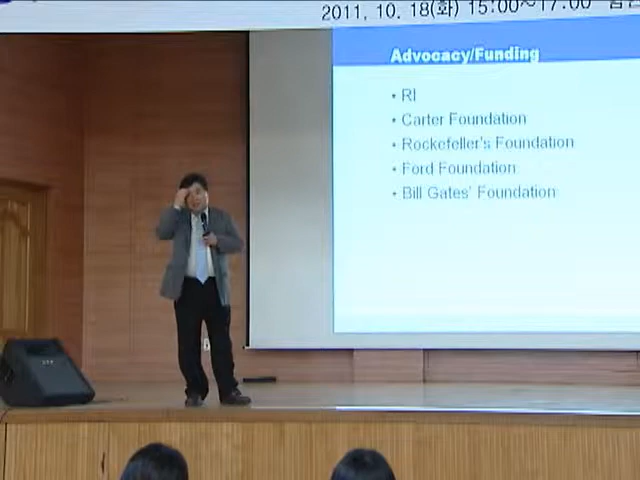 2011, 10. 18(화) 15:00~17:00
Advocacy/Funding
• RI
• Carter Foundation
• Rockefeller's Foundation
• Ford Foundation
• Bill Gates' Foundation